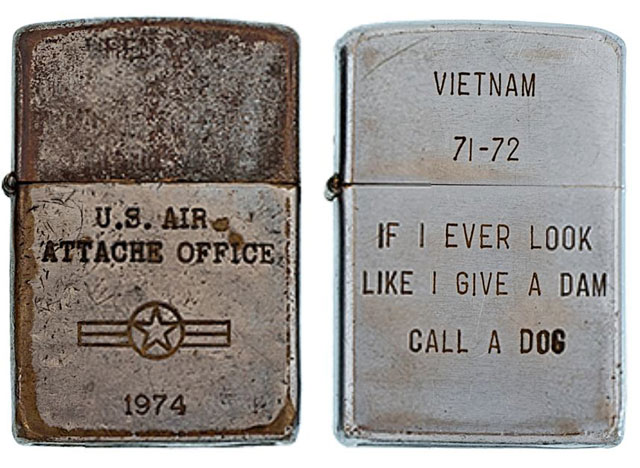 U.S. AIR
ATTACHE OFFICE
1974
VIETNAM
71-72
IF I EVER LOOK
LIKE I GIVE A DAM
CALL A DOG